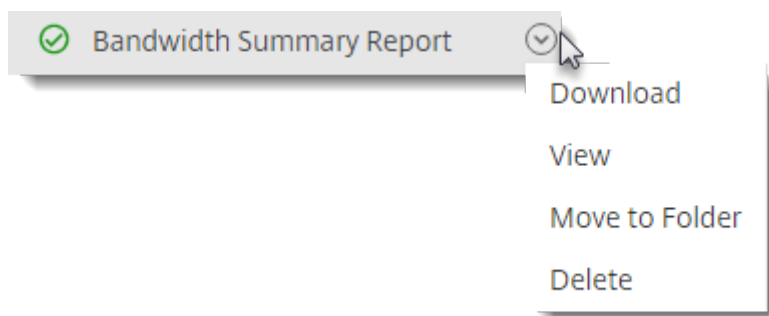 Bandwidth Summary Report
Download
View
Move to Folder
Delete